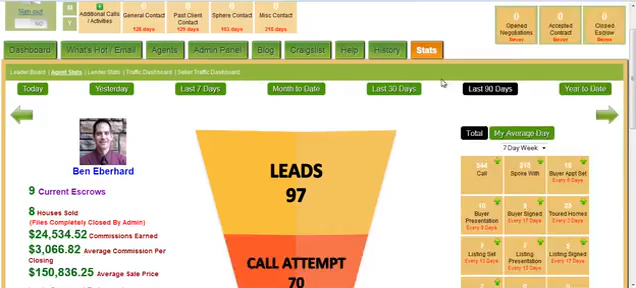 Sign out
NO
Additional Calls / Activities
General Contact
128 days
Past Client Contact
129 days
Sphere Contact
Misc Contact
0 Opened Negotiations
0 Accepted Contract
0 Closed Escrow
Dashboard What's Hot / Email Agents Admin Panel Blog Craigslist Help History Stats
Leader Board | Agent Stats | Lender Stats | Traffic Dashboard | Seller Traffic Dashboard
Today Yesterday Last 7 Days Month to Date Last 30 Days Last 90 Days Year to Date
Ben Eberhard
9 Current Escrows
8 Houses Sold
(Files Completely Closed By Admin)
$24,534.52 Commissions Earned
$3,066.82 Average Commission Per Closing
$150,836.25 Average Sale Price
LEADS
97
CALL ATTEMPT
70
Total My Average Day
7 Day Week
Call
Spoke With
Buyer Appt Set
Buyer Presentation
Buyer Signed
Toured Homes
Listing Set
Listing Presentation
Listing Signed